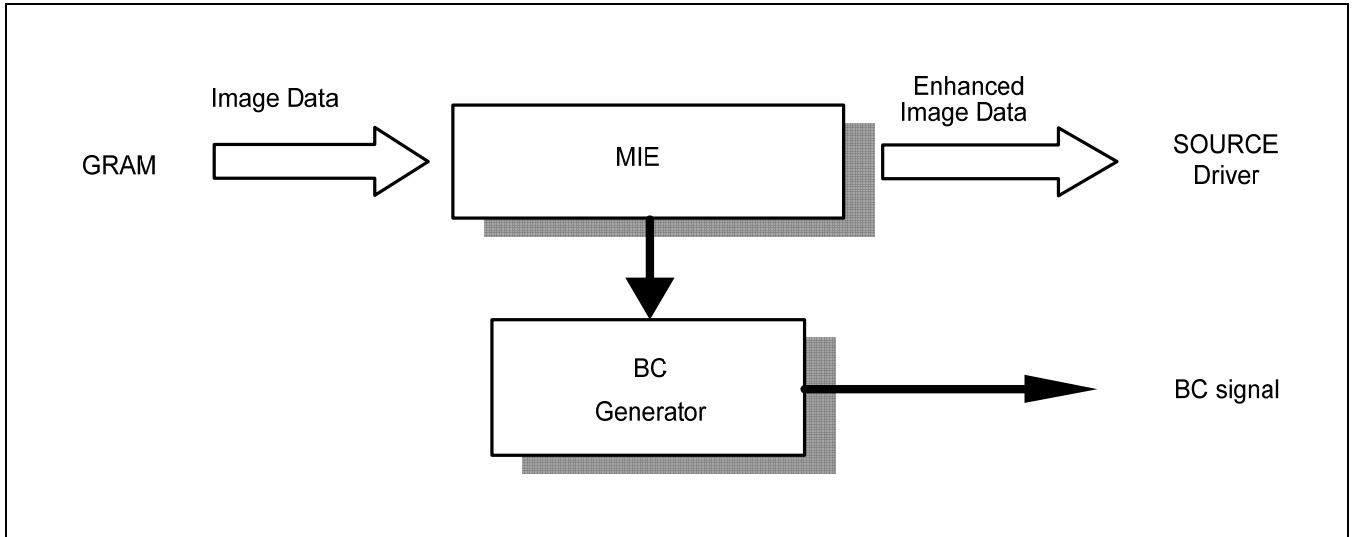 Image Data
GRAM
MIE
Enhanced
Image Data
SOURCE
Driver
BC
Generator
BC signal